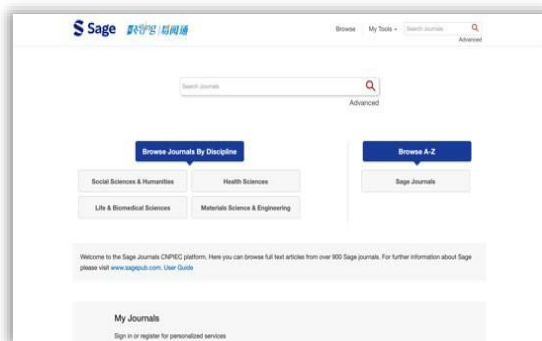 Sage 易阅通
Browse My Tools Search Journals
Advanced
Search Journals
Advanced
Browse Journals By Discipline
Browse A-Z
Social Sciences & Humanities
Health Sciences
Sage Journals
Life & Biomedical Sciences
Materials Science & Engineering
Welcome to the Sage Journals CNPIEC platform. Here you can browse full text articles from over 900 Sage journals. For further information about Sage
please visit www.sagepub.com: User Guide
My Journals
Sign in or register for personalized services